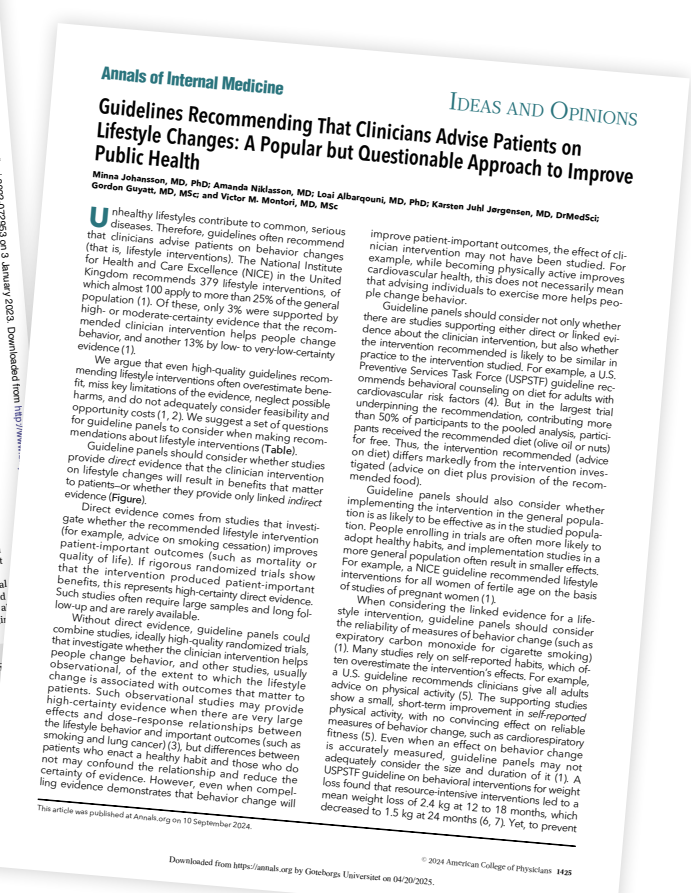 072953 on 3 January 2023. Downloaded from http://www
Annals of Internal Medicine
IDEAS AND OPINIONS
Guidelines Recommending That Clinicians Advise Patients on
Lifestyle Changes: A Popular but Questionable Approach to Improve
Public Health
Minna Johansson, MD, PhD; Amanda Niklasson, MD; Loai Albarqouni, MD, PhD; Karsten Juhl Jørgensen, MD, DrMedSci;
Gordon Guyatt, MD, MSc; and Victor M. Montori, MD, MSc
Unhealthy lifestyles contribute to common, serious
diseases. Therefore, guidelines often recommend
that clinicians advise patients on behavior changes
(that is, lifestyle interventions). The National Institute
for Health and Care Excellence (NICE) in the United
Kingdom recommends 379 lifestyle interventions, of
which almost 100 apply to more than 25% of the general
population (1). Of these, only 3% were supported by
high- or moderate-certainty evidence that the recom-
mended clinician intervention helps people change
behavior, and another 13% by low- to very-low-certainty
evidence (1).
We argue that even high-quality guidelines recom-
mending lifestyle interventions often overestimate bene-
fit, miss key limitations of the evidence, neglect possible
harms, and do not adequately consider feasibility and
opportunity costs (1, 2). We suggest a set of questions
for guideline panels to consider when making recom-
mendations about lifestyle interventions (Table).
Guideline panels should consider whether studies
provide direct evidence that the clinician intervention
on lifestyle changes will result in benefits that matter
to patients—or whether they provide only linked indirect
evidence (Figure).
Direct evidence comes from studies that investi-
gate whether the recommended lifestyle intervention
(for example, advice on smoking cessation) improves
patient-important outcomes (such as mortality or
quality of life). If rigorous randomized trials show
that the intervention produced patient-important
benefits, this represents high-certainty direct evidence.
Such studies often require large samples and long fol-
low-up and are rarely available.
Without direct evidence, guideline panels could
combine studies, ideally high-quality randomized trials,
that investigate whether the clinician intervention helps
people change behavior, and other studies, usually
observational, of the extent to which the lifestyle
change is associated with outcomes that matter to
patients. Such observational studies may provide
high-certainty evidence when there are very large
effects and dose–response relationships between
the lifestyle behavior and important outcomes (such as
smoking and lung cancer) (3), but differences between
patients who enact a healthy habit and those who do
not may confound the relationship and reduce the
certainty of evidence. However, even when compel-
ling evidence demonstrates that behavior change will
improve patient-important outcomes, the effect of cli-
nician intervention may not have been studied. For
example, while becoming physically active improves
cardiovascular health, this does not necessarily mean
that advising individuals to exercise more helps peo-
ple change behavior.
Guideline panels should consider not only whether
there are studies supporting either direct or linked evi-
dence about the clinician intervention, but also whether
the intervention recommended is likely to be similar in
practice to the intervention studied. For example, a U.S.
Preventive Services Task Force (USPSTF) guideline rec-
ommends behavioral counseling on diet for adults with
cardiovascular risk factors (4). But in the largest trial
underpinning the recommendation, contributing more
than 50% of participants to the pooled analysis, partici-
pants received the recommended diet (olive oil or nuts)
for free. Thus, the intervention recommended (advice
on diet) differs markedly from the intervention inves-
tigated (advice on diet plus provision of the recom-
mended food).
Guideline panels should also consider whether
implementing the intervention in the general popula-
tion is as likely to be effective as in the studied popula-
tion. People enrolling in trials are often more likely to
adopt healthy habits, and implementation studies in a
more general population often result in smaller effects.
For example, a NICE guideline recommended lifestyle
interventions for all women of fertile age on the basis
of studies of pregnant women (1).
When considering the linked evidence for a life-
style intervention, guideline panels should consider
the reliability of measures of behavior change (such as
expiratory carbon monoxide for cigarette smoking)
(1). Many studies rely on self-reported habits, which of-
ten overestimate the intervention's effects. For example,
a U.S. guideline recommends clinicians give all adults
advice on physical activity (5). The supporting studies
show a small, short-term improvement in self-reported
physical activity, with no convincing effect on reliable
measures of behavior change, such as cardiorespiratory
fitness (5). Even when an effect on behavior change
is accurately measured, guideline panels may not
adequately consider the size and duration of it (1). A
USPSTF guideline on behavioral interventions for weight
loss found that resource-intensive interventions led to a
mean weight loss of 2.4 kg at 12 to 18 months, which
decreased to 1.5 kg at 24 months (6, 7). Yet, to prevent
This article was published at Annals.org on 10 September 2024.
© 2024 American College of Physicians 1425
Downloaded from https://annals.org by Goteborgs Universitet on 04/20/2025.